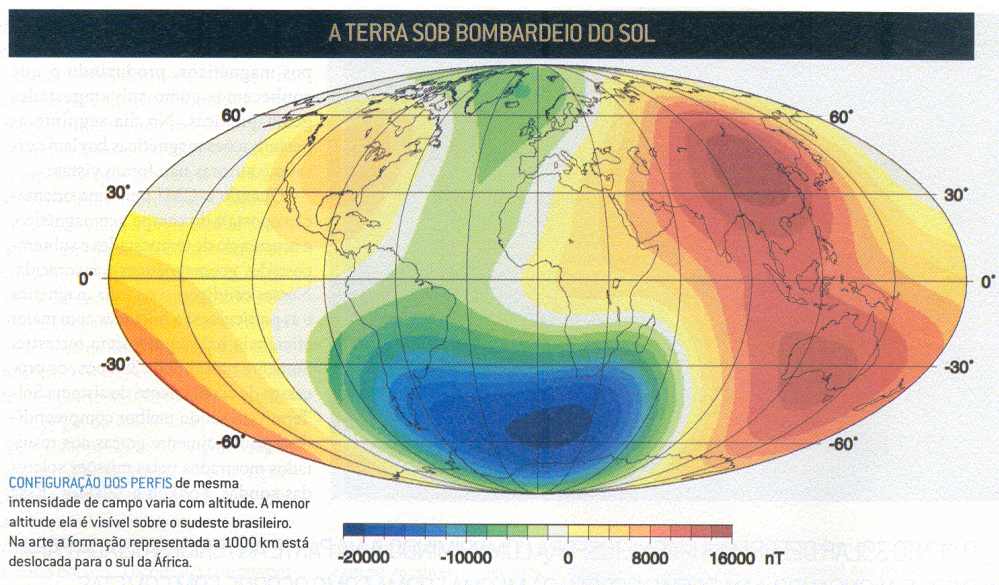 A TERRA SOB BOMBARDEIO DO SOL
60° 60°
30° 30°
0° 0°
-30° -30°
-60° -60°
CONFIGURAÇÃO DOS PERFIS de mesma
intensidade de campo varia com altitude. A menor
altitude ela é visível sobre o sudeste brasileiro.
Na arte a formação representada a 1000 km está
deslocada para o sul da África.
-20000 -10000 0 8000 16000 nT